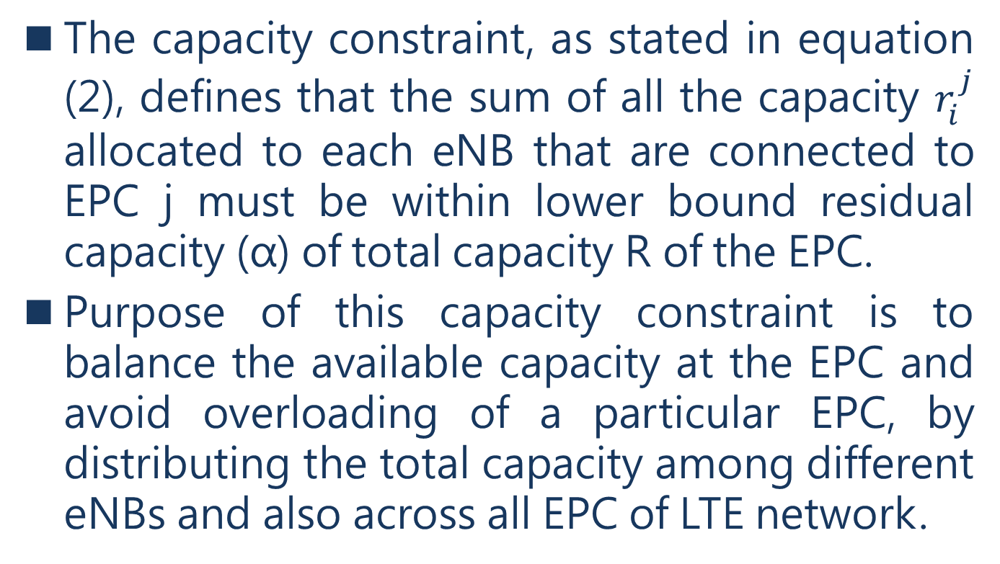 ■ The capacity constraint, as stated in equation
(2), defines that the sum of all the capacity $r_i^j$
allocated to each eNB that are connected to
EPC j must be within lower bound residual
capacity (α) of total capacity R of the EPC.
■ Purpose of this capacity constraint is to
balance the available capacity at the EPC and
avoid overloading of a particular EPC, by
distributing the total capacity among different
eNBs and also across all EPC of LTE network.